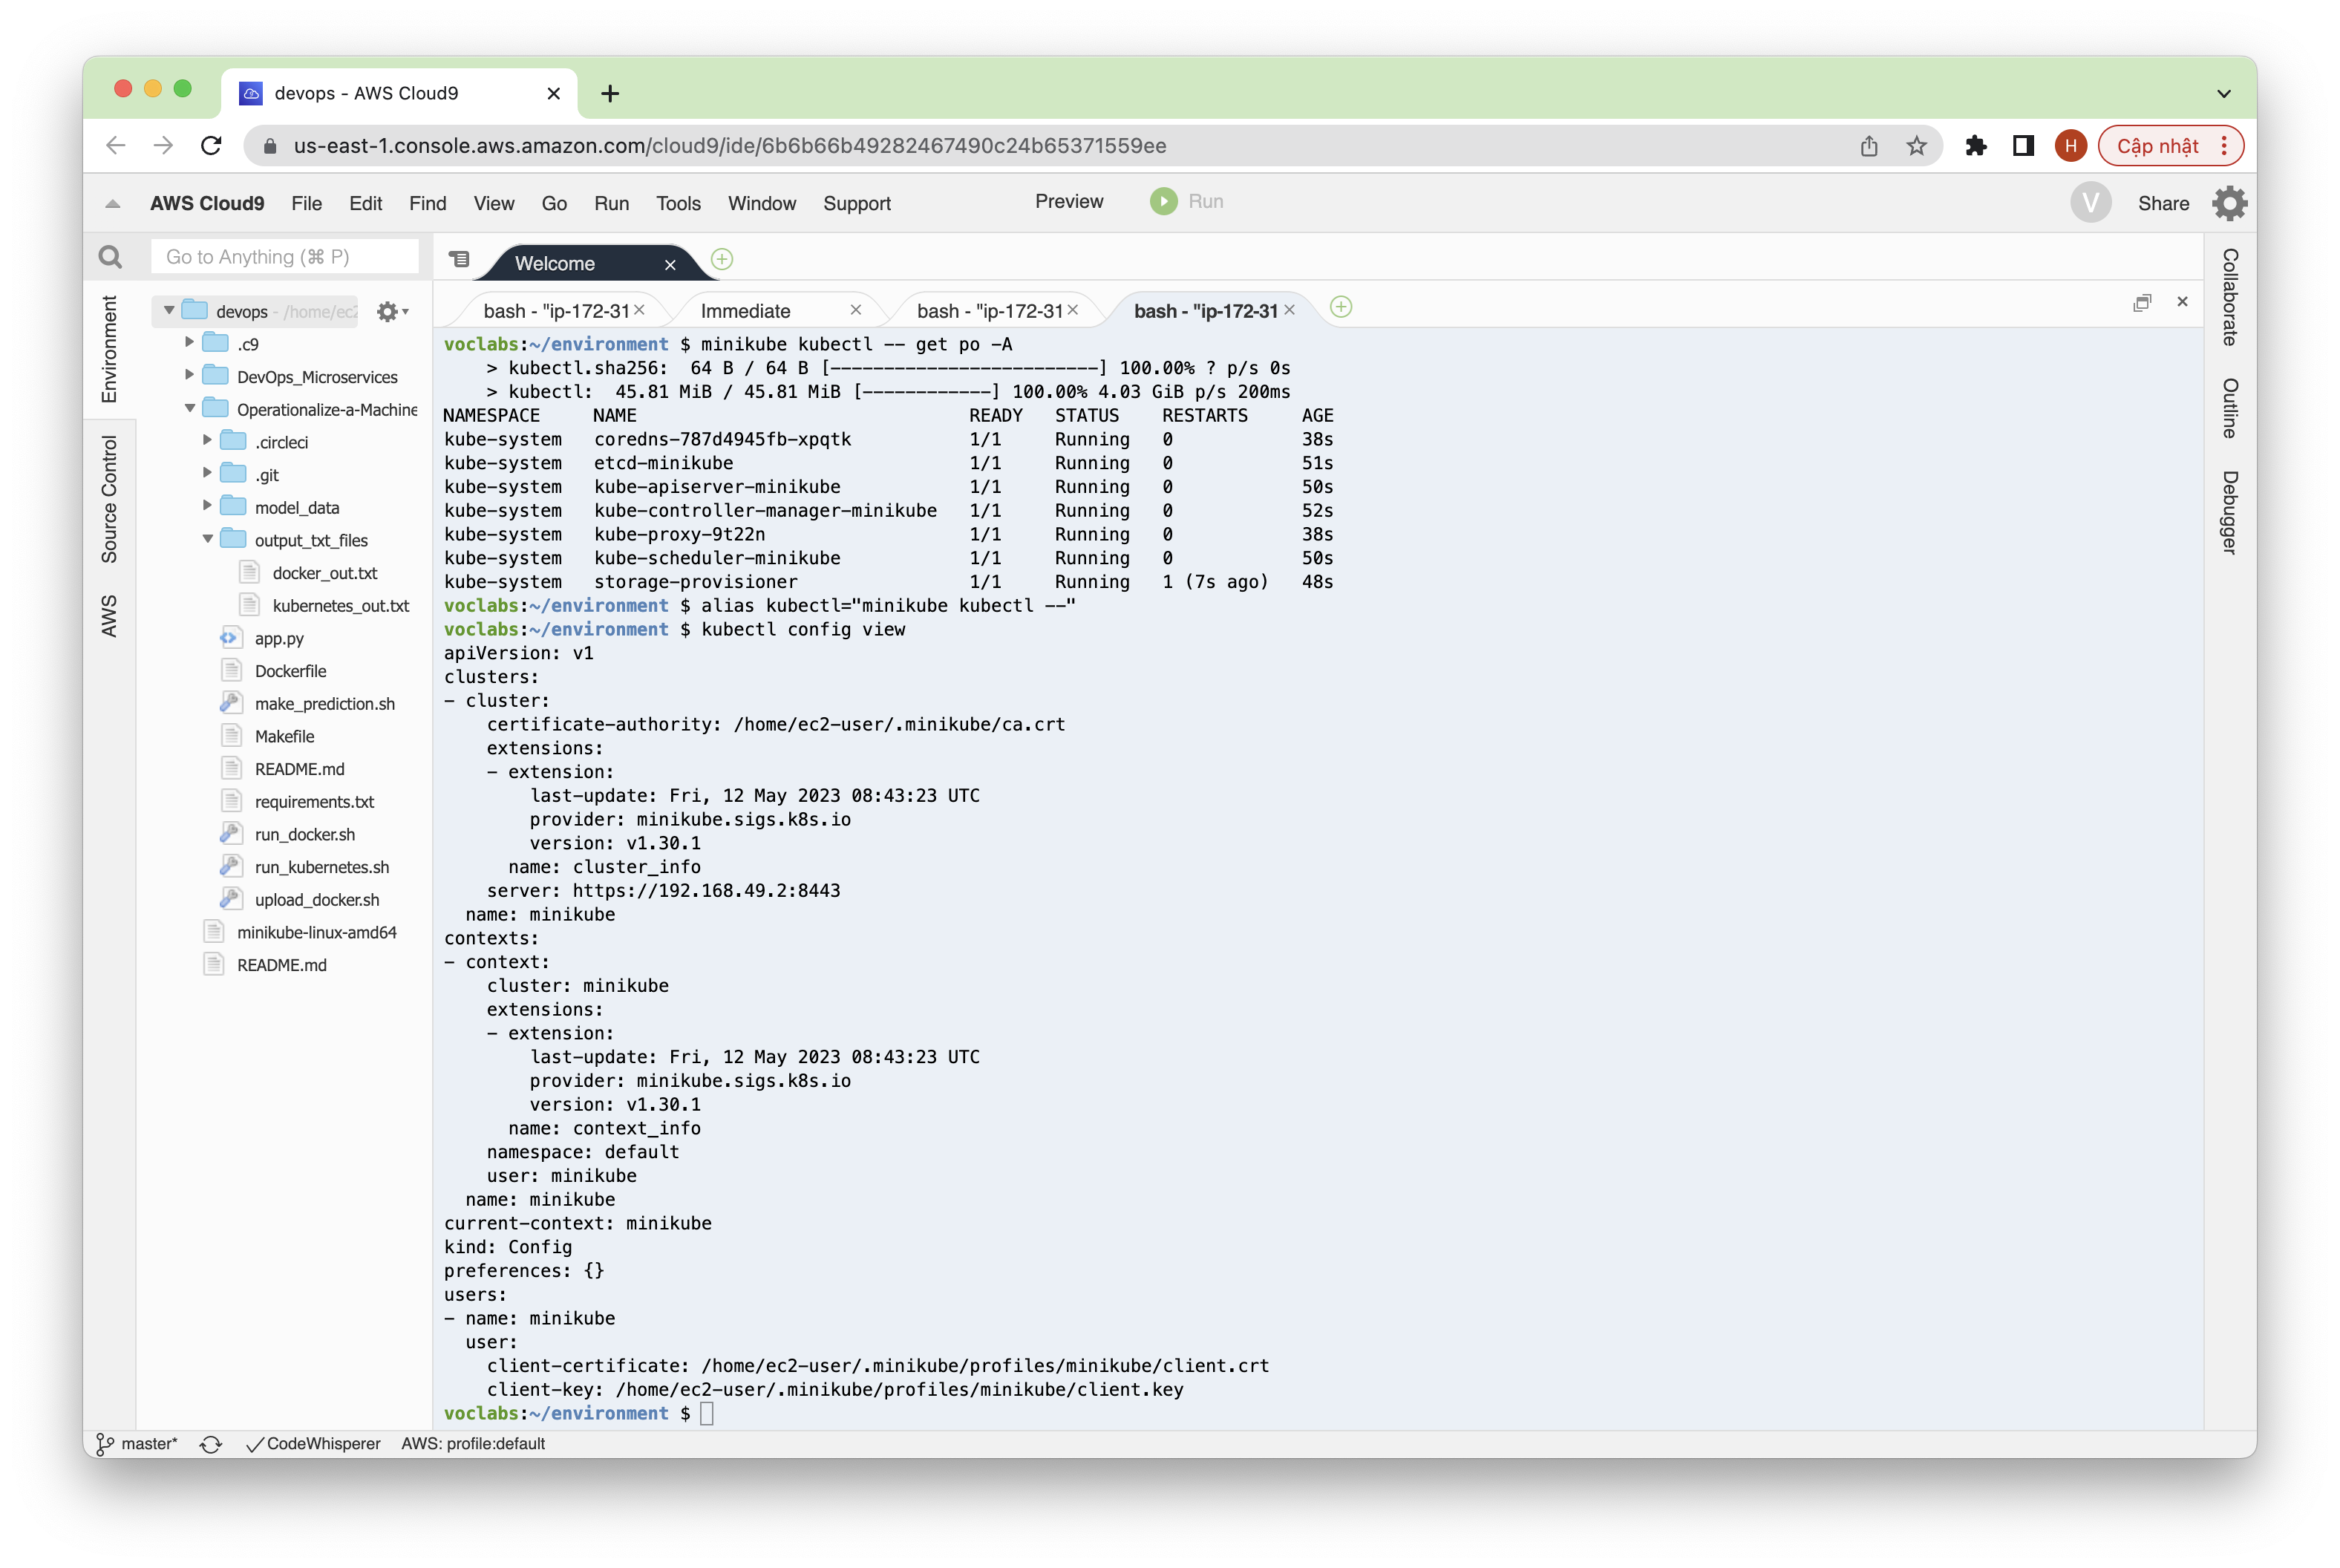 devops - AWS Cloud9
us-east-1.console.aws.amazon.com/cloud9/ide/6b6b66b49282467490c24b65371559ee
H
Cập nhật
AWS Cloud9 File Edit Find View Go Run Tools Window Support Preview Run
V
Share
Go to Anything (⌘ P)
Welcome
Environment
Source Control
AWS
devops - /home/ec2
.c9
DevOps_Microservices
Operationalize-a-Machine
.circleci
.git
model_data
output_txt_files
docker_out.txt
kubernetes_out.txt
app.py
Dockerfile
make_prediction.sh
Makefile
README.md
requirements.txt
run_docker.sh
run_kubernetes.sh
upload_docker.sh
minikube-linux-amd64
README.md
bash - "ip-172-31 Immediate bash - "ip-172-31 bash - "ip-172-31
voclabs:~/environment $ minikube kubectl -- get po -A
    > kubectl.sha256:  64 B / 64 B [-------------------------] 100.00% ? p/s 0s
    > kubectl:  45.81 MiB / 45.81 MiB [------------] 100.00% 4.03 GiB p/s 200ms
NAMESPACE     NAME                               READY   STATUS    RESTARTS     AGE
kube-system   coredns-787d4945fb-xpqtk           1/1     Running   0            38s
kube-system   etcd-minikube                      1/1     Running   0            51s
kube-system   kube-apiserver-minikube            1/1     Running   0            50s
kube-system   kube-controller-manager-minikube   1/1     Running   0            52s
kube-system   kube-proxy-9t22n                   1/1     Running   0            38s
kube-system   kube-scheduler-minikube            1/1     Running   0            50s
kube-system   storage-provisioner                1/1     Running   1 (7s ago)   48s
voclabs:~/environment $ alias kubectl="minikube kubectl --"
voclabs:~/environment $ kubectl config view
apiVersion: v1
clusters:
- cluster:
    certificate-authority: /home/ec2-user/.minikube/ca.crt
    extensions:
    - extension:
        last-update: Fri, 12 May 2023 08:43:23 UTC
        provider: minikube.sigs.k8s.io
        version: v1.30.1
      name: cluster_info
    server: https://192.168.49.2:8443
  name: minikube
contexts:
- context:
    cluster: minikube
    extensions:
    - extension:
        last-update: Fri, 12 May 2023 08:43:23 UTC
        provider: minikube.sigs.k8s.io
        version: v1.30.1
      name: context_info
    namespace: default
    user: minikube
  name: minikube
current-context: minikube
kind: Config
preferences: {}
users:
- name: minikube
  user:
    client-certificate: /home/ec2-user/.minikube/profiles/minikube/client.crt
    client-key: /home/ec2-user/.minikube/profiles/minikube/client.key
voclabs:~/environment $
Collaborate
Outline
Debugger
master* CodeWhisperer AWS: profile:default